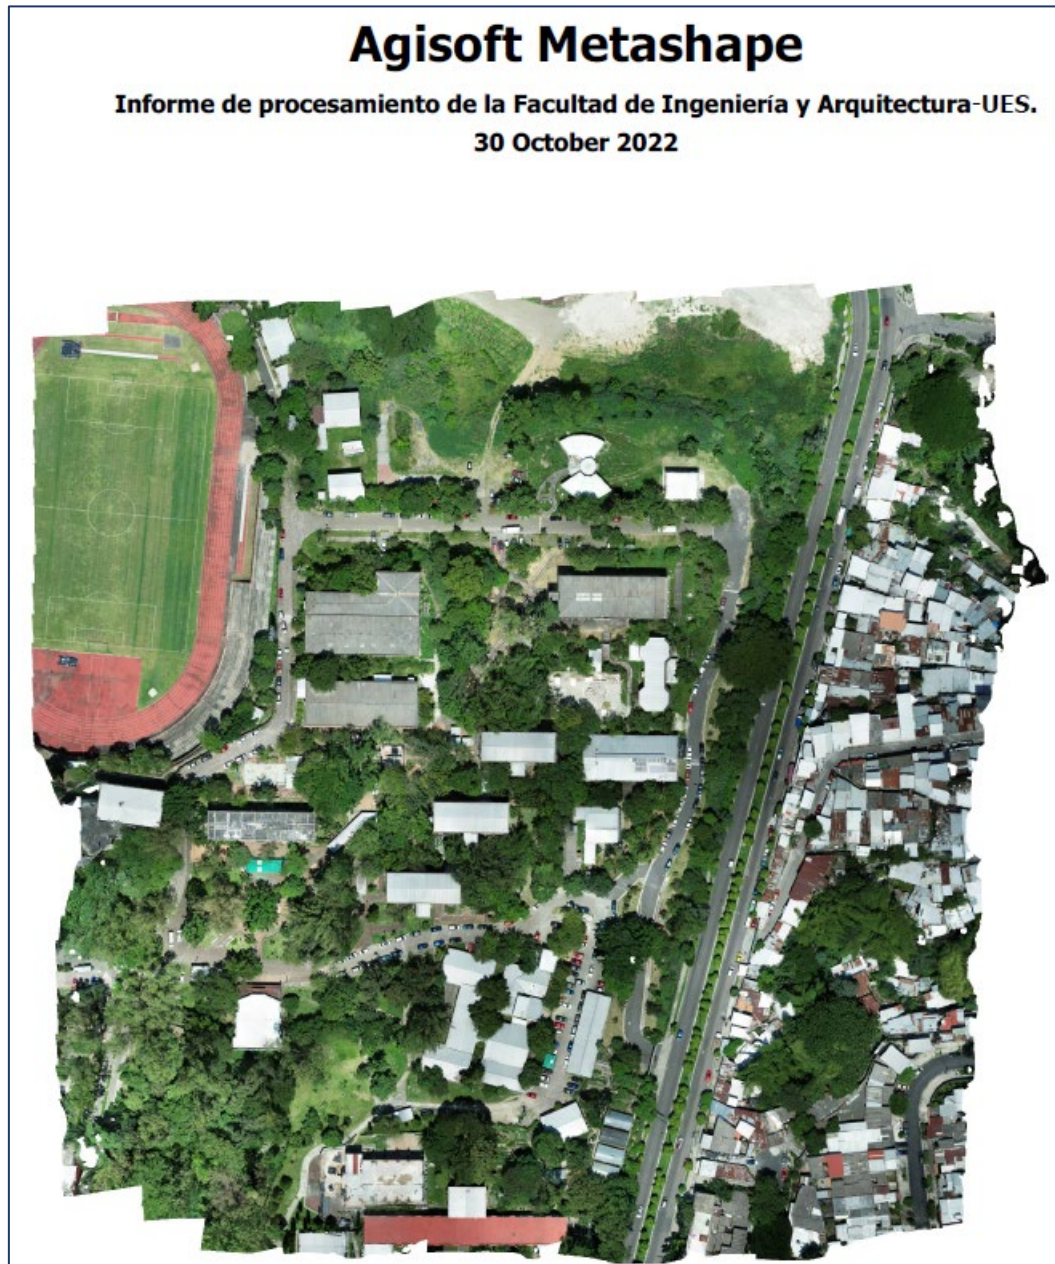 Agisoft Metashape
Informe de procesamiento de la Facultad de Ingeniería y Arquitectura-UES.
30 October 2022